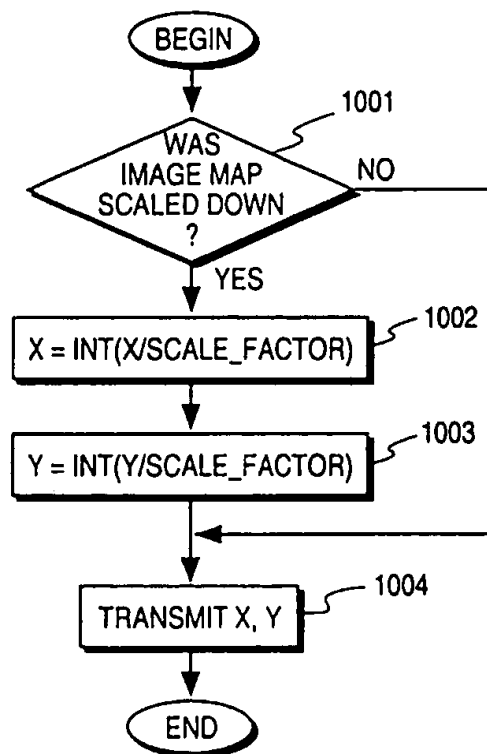 BEGIN
1001
WAS
IMAGE MAP
SCALED DOWN
?
NO
YES
1002
X = INT(X/SCALE_FACTOR)
1003
Y = INT(Y/SCALE_FACTOR)
1004
TRANSMIT X, Y
END